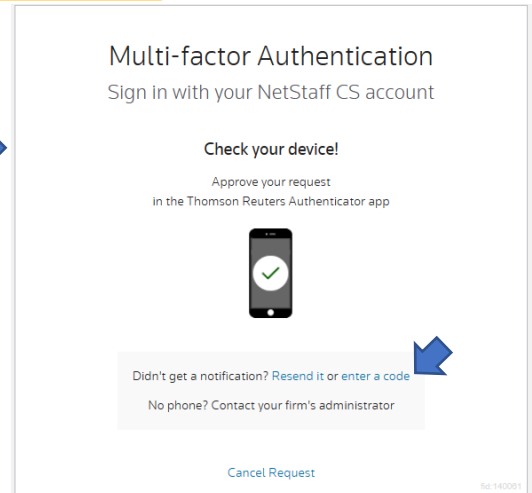 Multi-factor Authentication
Sign in with your NetStaff CS account
Check your device!
Approve your request
in the Thomson Reuters Authenticator app
Didn't get a notification? Resend it or enter a code
No phone? Contact your firm's administrator
Cancel Request
fid:140081